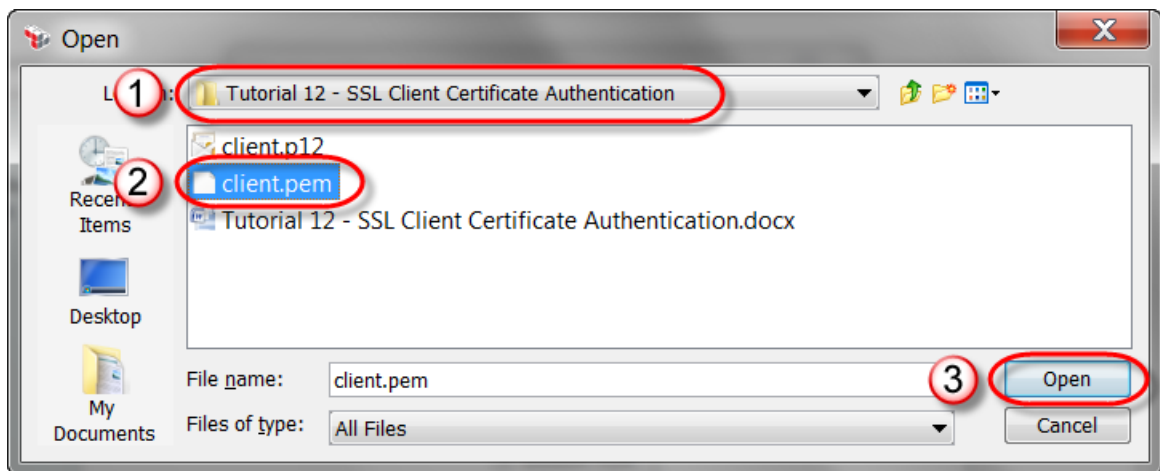 Open
1
Tutorial 12 - SSL Client Certificate Authentication
client.p12
2
client.pem
Tutorial 12 - SSL Client Certificate Authentication.docx
Items
Desktop
My
Documents
File name:
client.pem
3
Open
Files of type:
All Files
Cancel